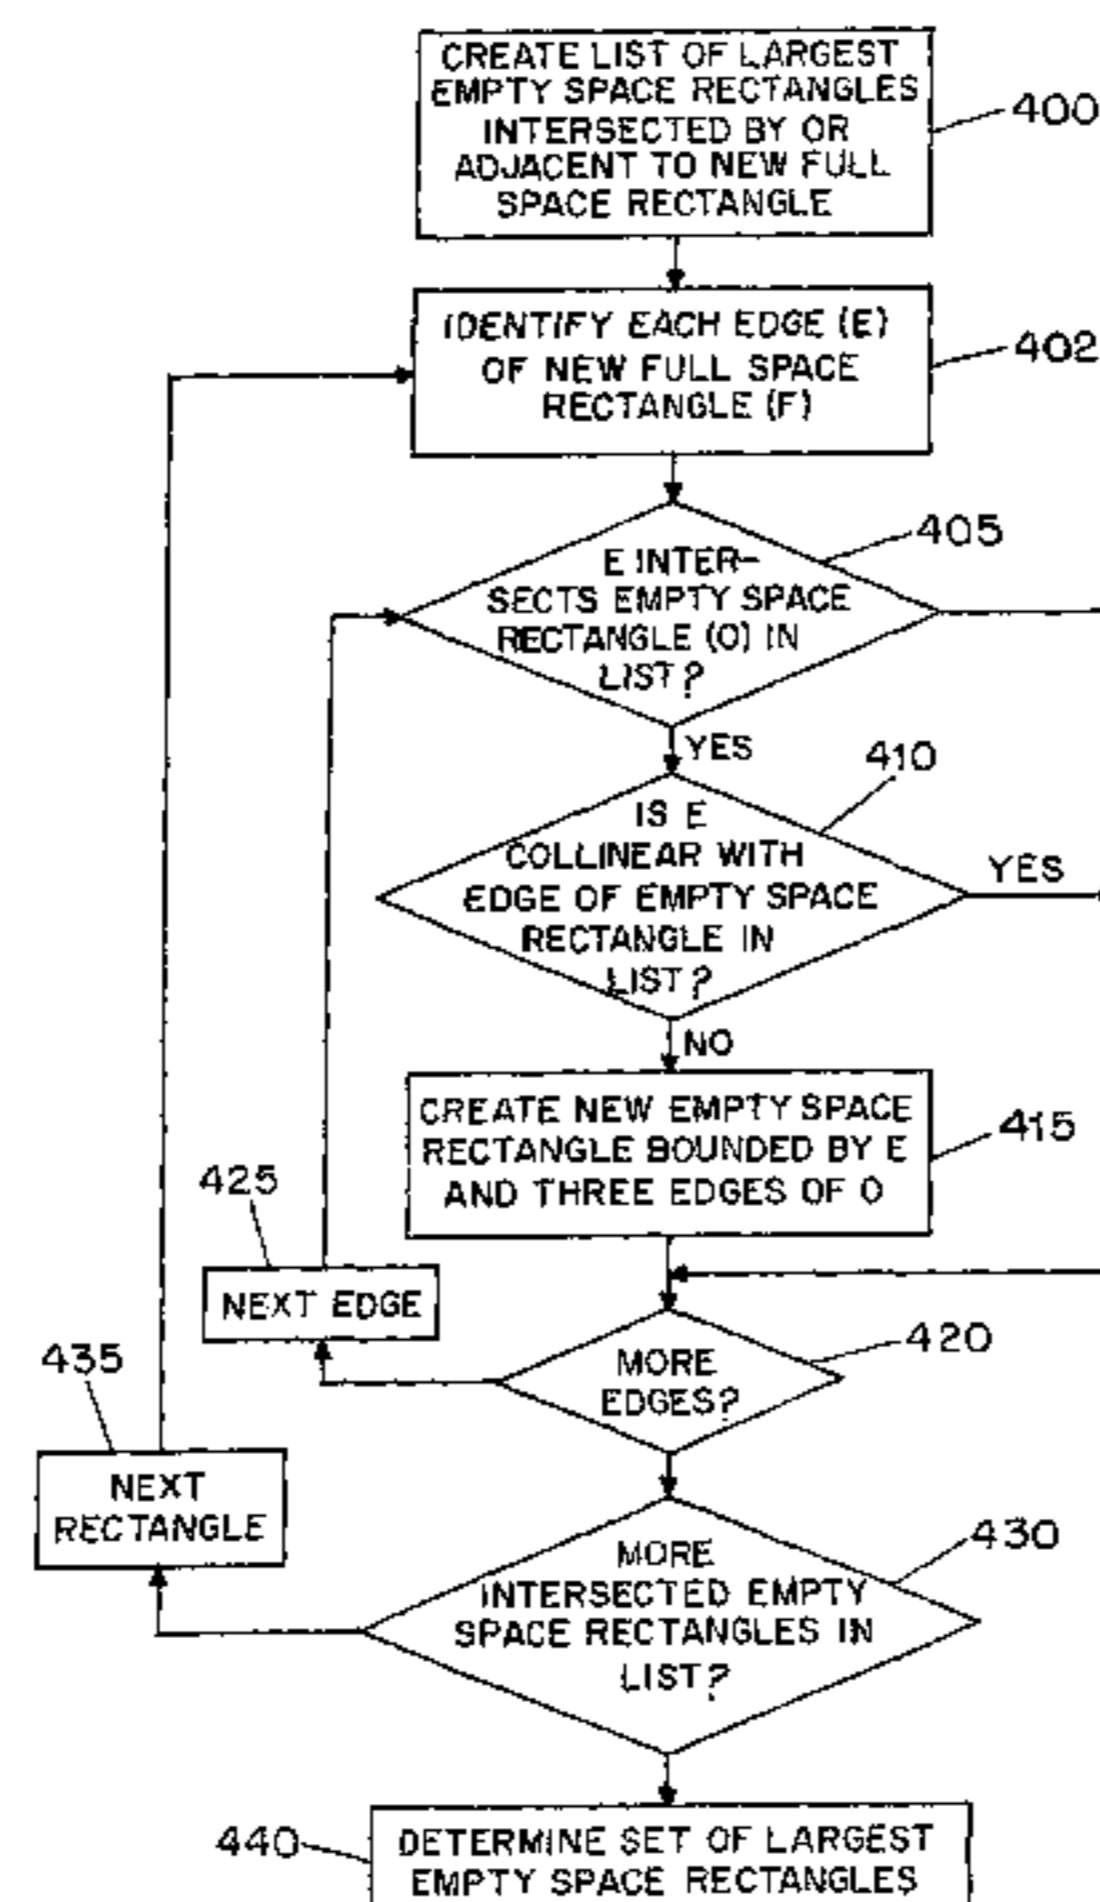 CREATE LIST OF LARGEST
EMPTY SPACE RECTANGLES
INTERSECTED BY OR
ADJACENT TO NEW FULL
SPACE RECTANGLE
400
IDENTIFY EACH EDGE (E)
OF NEW FULL SPACE
RECTANGLE (F)
402
405
E INTER-
SECTS EMPTY SPACE
RECTANGLE (O) IN
LIST?
YES
410
IS E
COLLINEAR WITH
EDGE OF EMPTY SPACE
RECTANGLE IN
LIST?
YES
NO
CREATE NEW EMPTY SPACE
RECTANGLE BOUNDED BY E
AND THREE EDGES OF O
415
425
NEXT EDGE
420
MORE
EDGES?
435
NEXT
RECTANGLE
430
MORE
INTERSECTED EMPTY
SPACE RECTANGLES IN
LIST?
440
DETERMINE SET OF LARGEST
EMPTY SPACE RECTANGLES